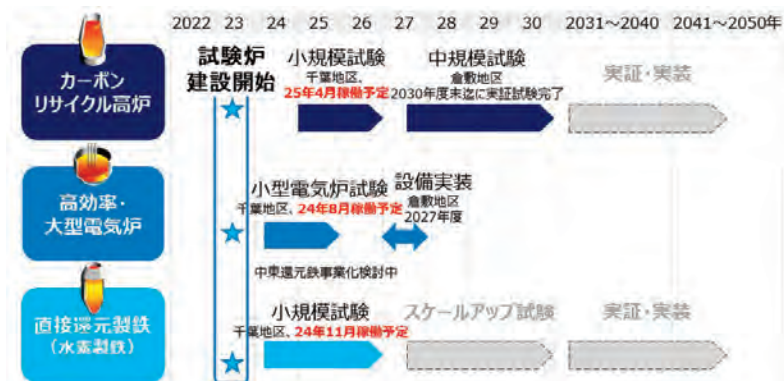 2022 23 24 25 26 27 28 29 30 2031～2040 2041～2050年
カーボン
リサイクル高炉
試験炉
建設開始
小規模試験
千葉地区、
25年4月稼働予定
中規模試験
倉敷地区
2030年度末迄に実証試験完了
実証・実装
高効率・
大型電気炉
小型電気炉試験
千葉地区、24年8月稼働予定
設備実装
倉敷地区
2027年度
中東還元鉄事業化検討中
直接還元製鉄
（水素製鉄）
小規模試験
千葉地区、24年11月稼働予定
スケールアップ試験
実証・実装